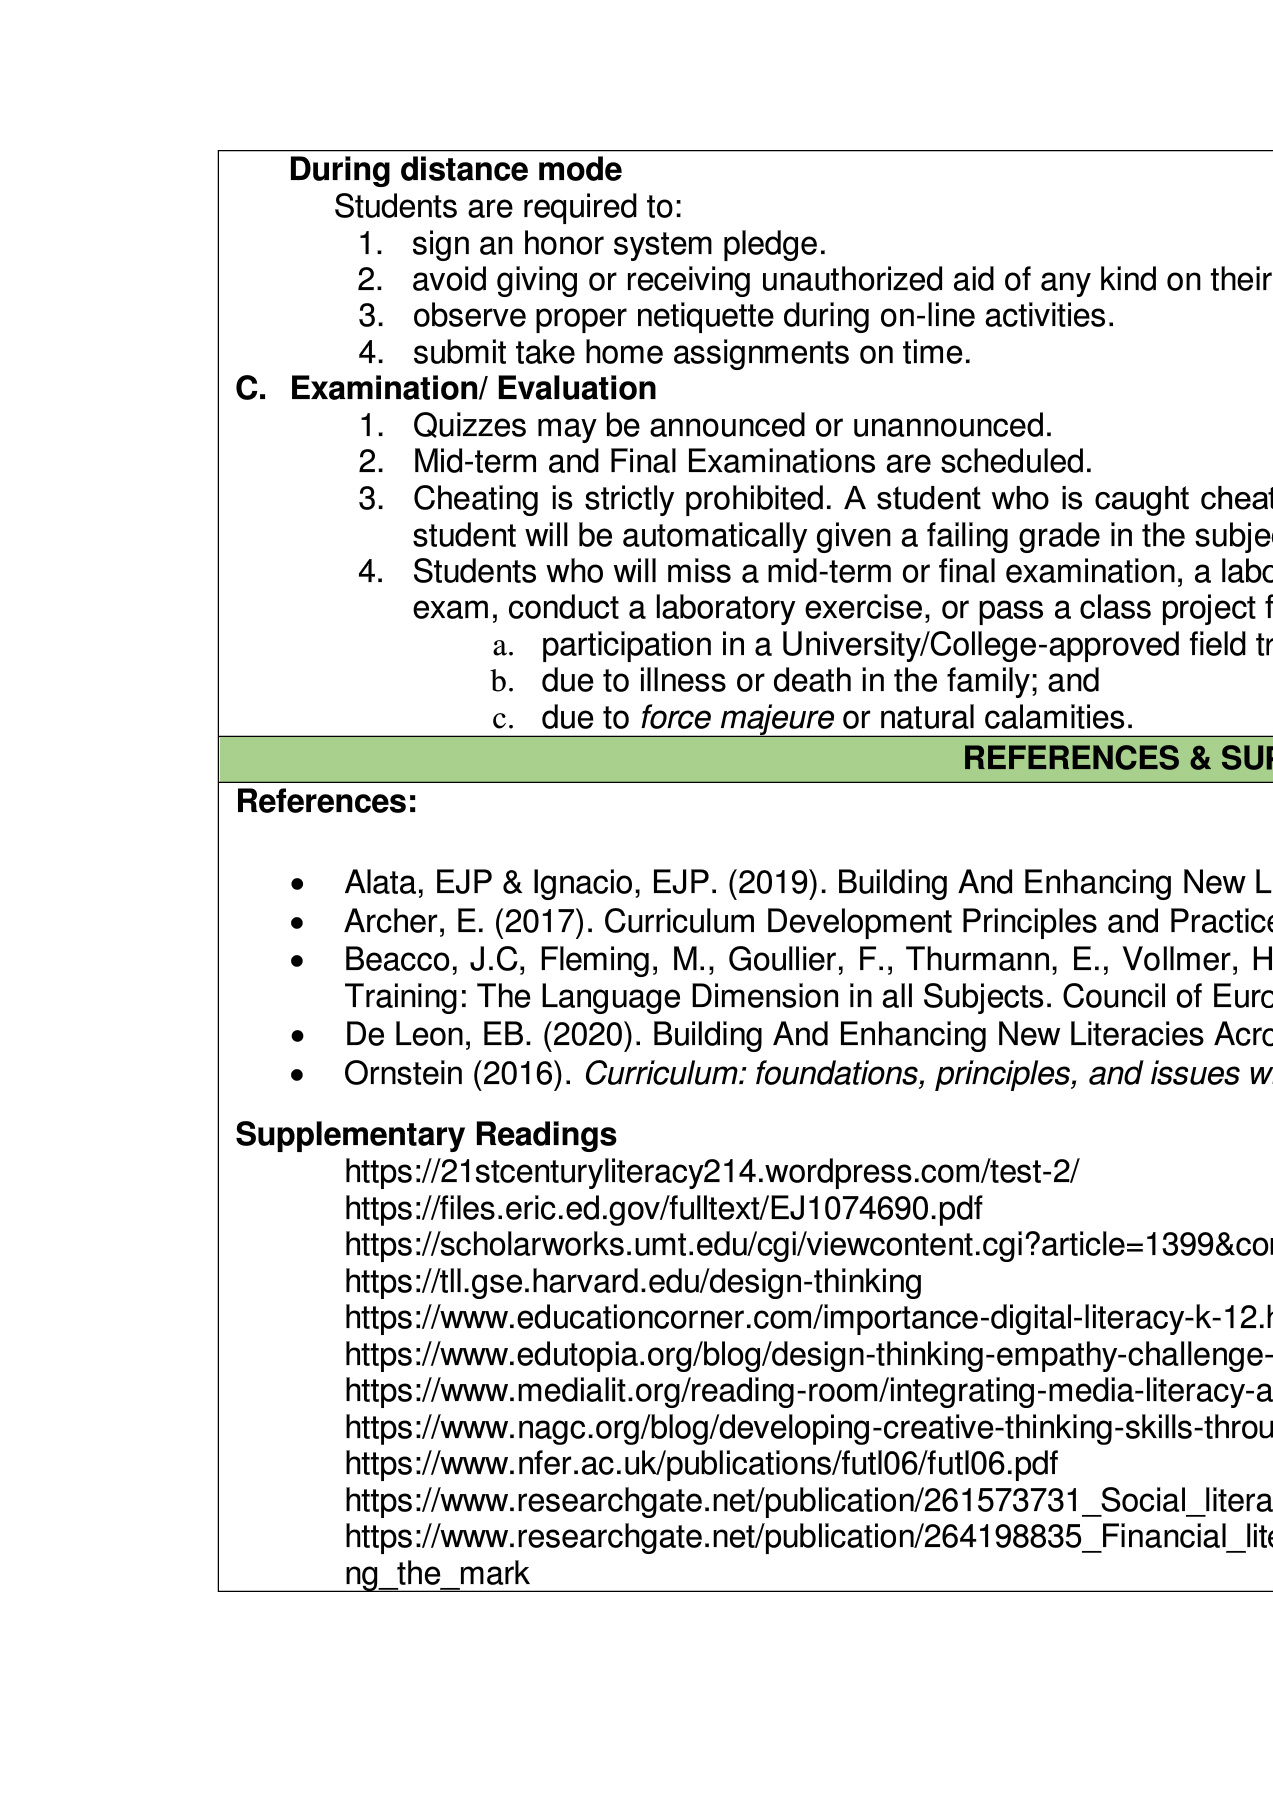 During distance mode
Students are required to:
1. sign an honor system pledge.
2. avoid giving or receiving unauthorized aid of any kind on their
3. observe proper netiquette during on-line activities.
4. submit take home assignments on time.
C. Examination/ Evaluation
1. Quizzes may be announced or unannounced.
2. Mid-term and Final Examinations are scheduled.
3. Cheating is strictly prohibited. A student who is caught
student will be automatically given a failing grade in the
4. Students who will miss a mid-term or final examination, a
exam, conduct a laboratory exercise, or pass a class project
a. participation in a University/College-approved field
b. due to illness or death in the family; and
c. due to force majeure or natural calamities.
REFERENCES &
References:
• Alata, EJP & Ignacio, EJP. (2019). Building And Enhancing New
• Archer, E. (2017). Curriculum Development Principles and
• Beacco, J.C, Fleming, M., Goullier, F., Thurmann, E., Vollmer,
Training: The Language Dimension in all Subjects. Council of
• De Leon, EB. (2020). Building And Enhancing New Literacies
• Ornstein (2016). Curriculum: foundations, principles, and issues
Supplementary Readings
https://21stcenturyliteracy214.wordpress.com/test-2/
https://files.eric.ed.gov/fulltext/EJ1074690.pdf
https://scholarworks.umt.edu/cgi/viewcontent.cgi?article=1399&co
https://tll.gse.harvard.edu/design-thinking
https://www.educationcorner.com/importance-digital-literacy-k-12.
https://www.edutopia.org/blog/design-thinking-empathy-challenge-
https://www.medialit.org/reading-room/integrating-media-literacy-a
https://www.nagc.org/blog/developing-creative-thinking-skills-throu
https://www.nfer.ac.uk/publications/futl06/futl06.pdf
https://www.researchgate.net/publication/261573731_Social_litera
https://www.researchgate.net/publication/264198835_Financial_lite
ng_the_mark